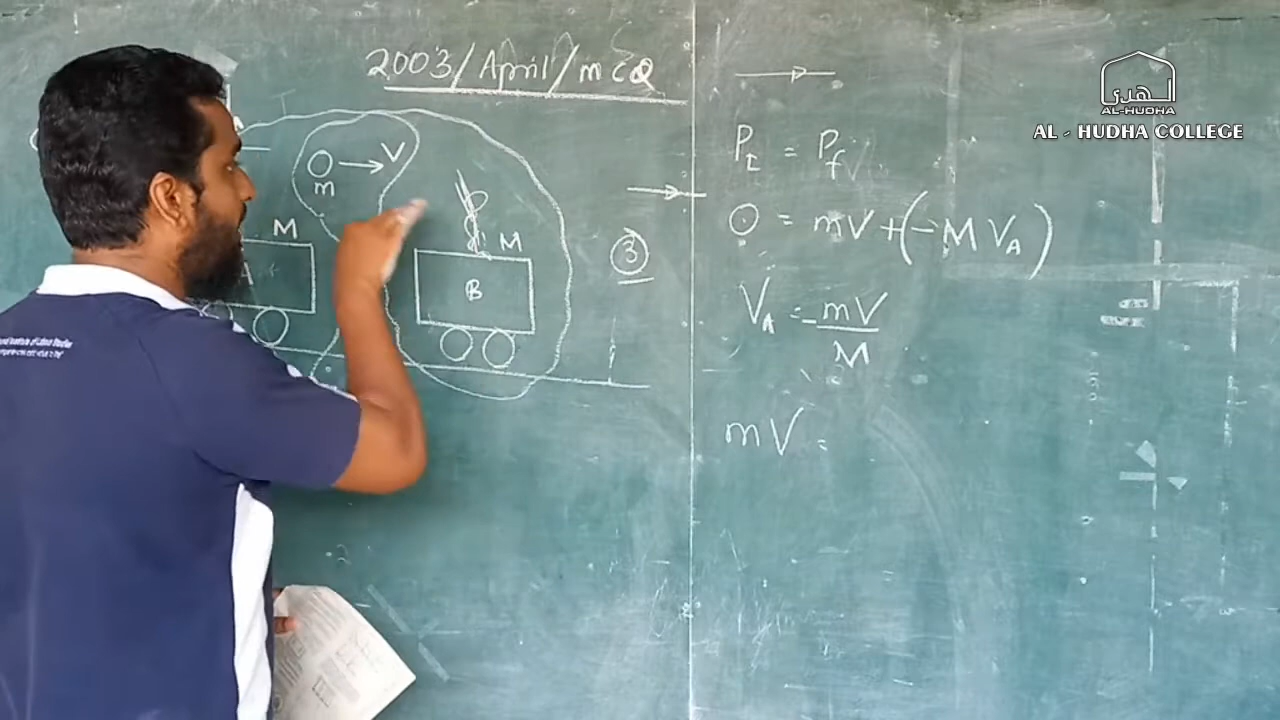 2003/April/mcQ
الهدى
AL-HUDHA
AL - HUDHA COLLEGE
m
V
M
A
M
B
3
Pi = Pf
0 = mV + (-M VA)
VA = mV
M
mV =